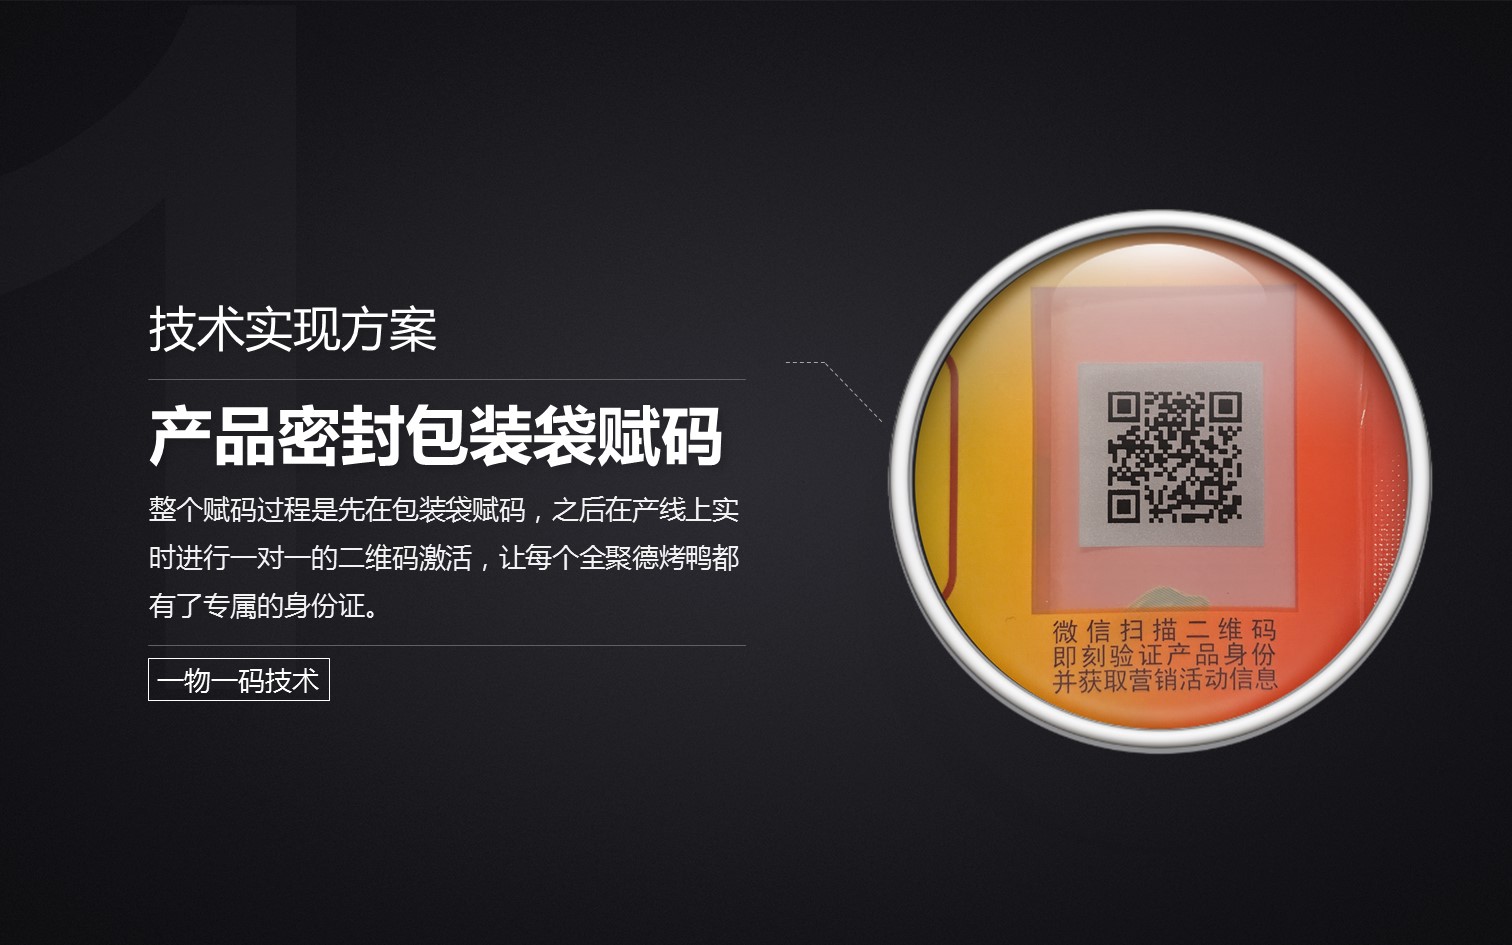 技术实现方案
产品密封包装袋赋码
整个赋码过程是先在包装袋赋码，之后在产线上实
时进行一对一的二维码激活，让每个全聚德烤鸭都
有了专属的身份证。
一物一码技术
微信扫描二维码
即刻验证产品身份
并获取营销活动信息